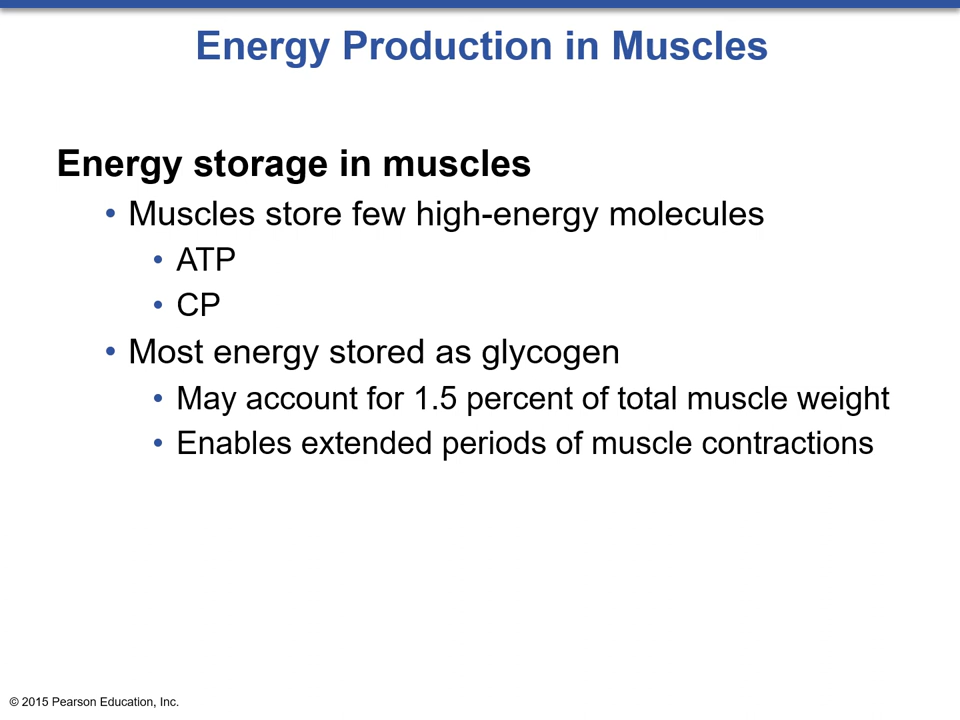 Energy Production in Muscles
Energy storage in muscles
• Muscles store few high-energy molecules
• ATP
• CP
• Most energy stored as glycogen
• May account for 1.5 percent of total muscle weight
• Enables extended periods of muscle contractions
© 2015 Pearson Education, Inc.